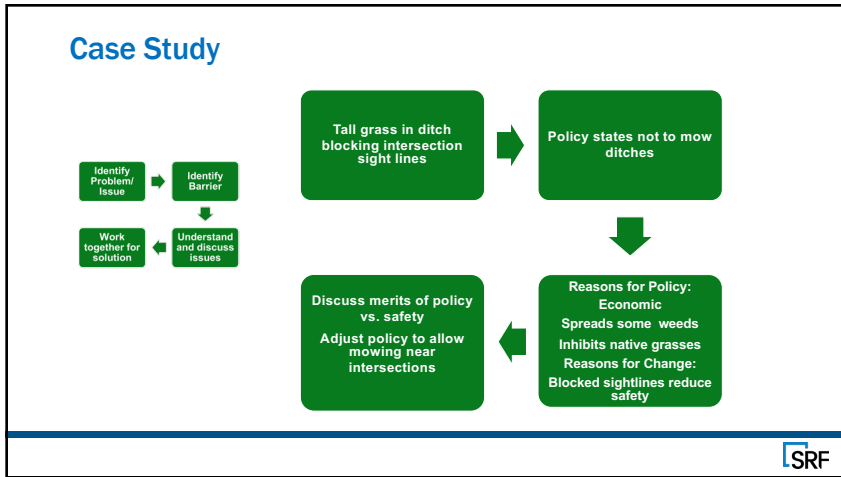 Case Study
Identify
Problem/
Issue
Identify
Barrier
Understand
and discuss
issues
Work
together for
solution
Tall grass in ditch
blocking intersection
sight lines
Policy states not to mow
ditches
Reasons for Policy:
Economic
Spreads some weeds
Inhibits native grasses
Reasons for Change:
Blocked sightlines reduce
safety
Discuss merits of policy
vs. safety
Adjust policy to allow
mowing near
intersections
SRF